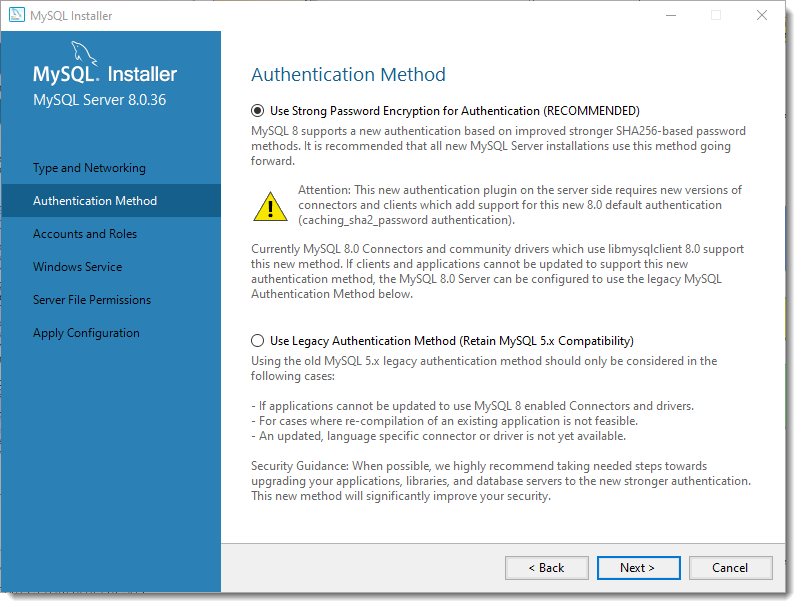 MySQL Installer
MySQL. Installer
MySQL Server 8.0.36
Type and Networking
Authentication Method
Accounts and Roles
Windows Service
Server File Permissions
Apply Configuration
Authentication Method
Use Strong Password Encryption for Authentication (RECOMMENDED)
MySQL 8 supports a new authentication based on improved stronger SHA256-based password
methods. It is recommended that all new MySQL Server installations use this method going
forward.
Attention: This new authentication plugin on the server side requires new versions of
connectors and clients which add support for this new 8.0 default authentication
(caching_sha2_password authentication).
Currently MySQL 8.0 Connectors and community drivers which use libmysqlclient 8.0 support
this new method. If clients and applications cannot be updated to support this new
authentication method, the MySQL 8.0 Server can be configured to use the legacy MySQL
Authentication Method below.
Use Legacy Authentication Method (Retain MySQL 5.x Compatibility)
Using the old MySQL 5.x legacy authentication method should only be considered in the
following cases:
- If applications cannot be updated to use MySQL 8 enabled Connectors and drivers.
- For cases where re-compilation of an existing application is not feasible.
- An updated, language specific connector or driver is not yet available.
Security Guidance: When possible, we highly recommend taking needed steps towards
upgrading your applications, libraries, and database servers to the new stronger authentication.
This new method will significantly improve your security.
< Back
Next >
Cancel